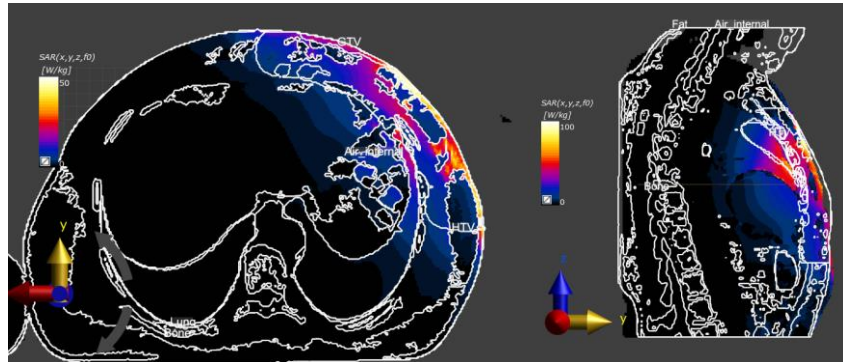 GTV
SAR(x,y,z,f0)
[W/kg]
50
Air_internal
HTV
y
Lung
Bone
Fat Air_internal
SAR(x,y,z,f0)
[W/kg]
100
0
Bone
z
y